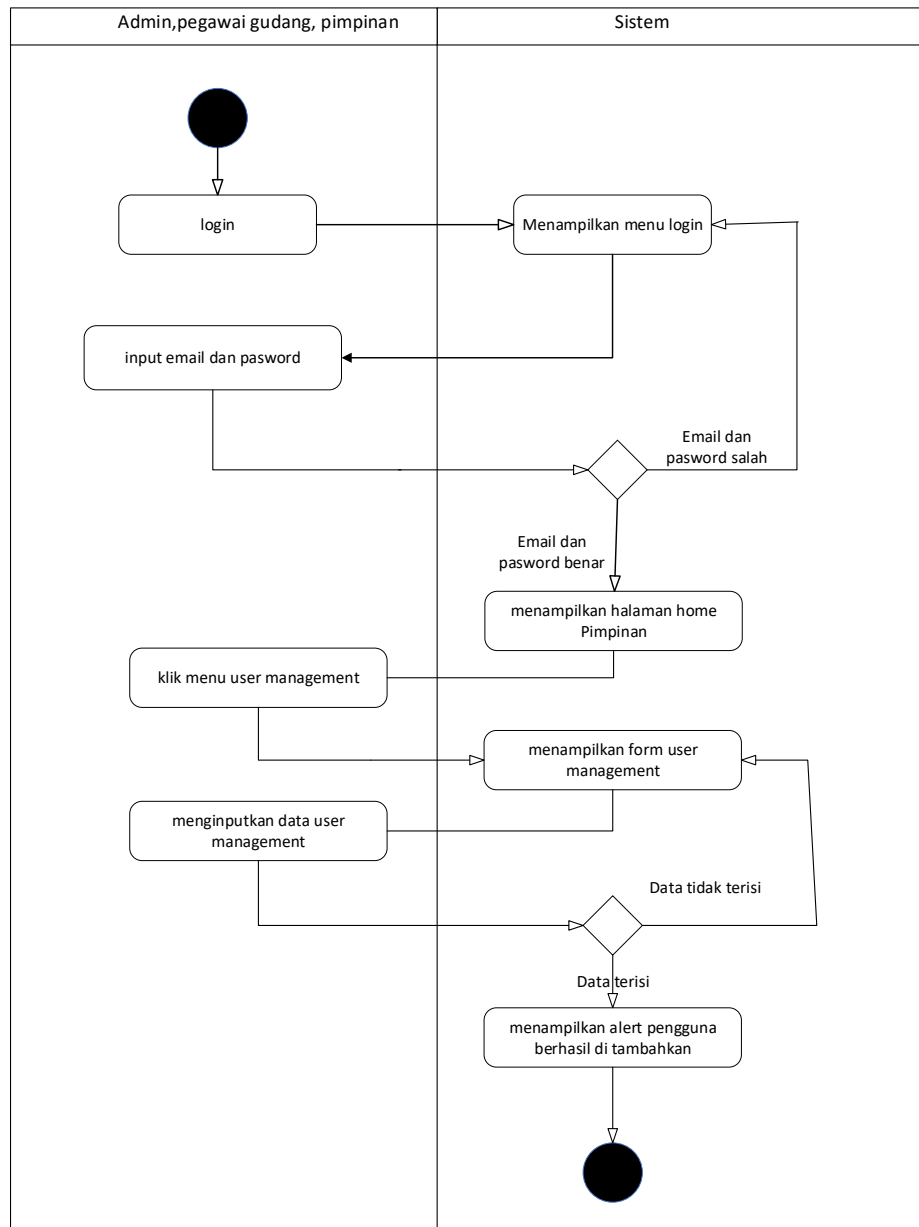 Admin,pegawai gudang, pimpinan
Sistem
login
Menampilkan menu login
input email dan pasword
Email dan
pasword salah
Email dan
pasword benar
menampilkan halaman home
Pimpinan
klik menu user management
menampilkan form user
management
menginputkan data user
management
Data tidak terisi
Data terisi
menampilkan alert pengguna
berhasil di tambahkan